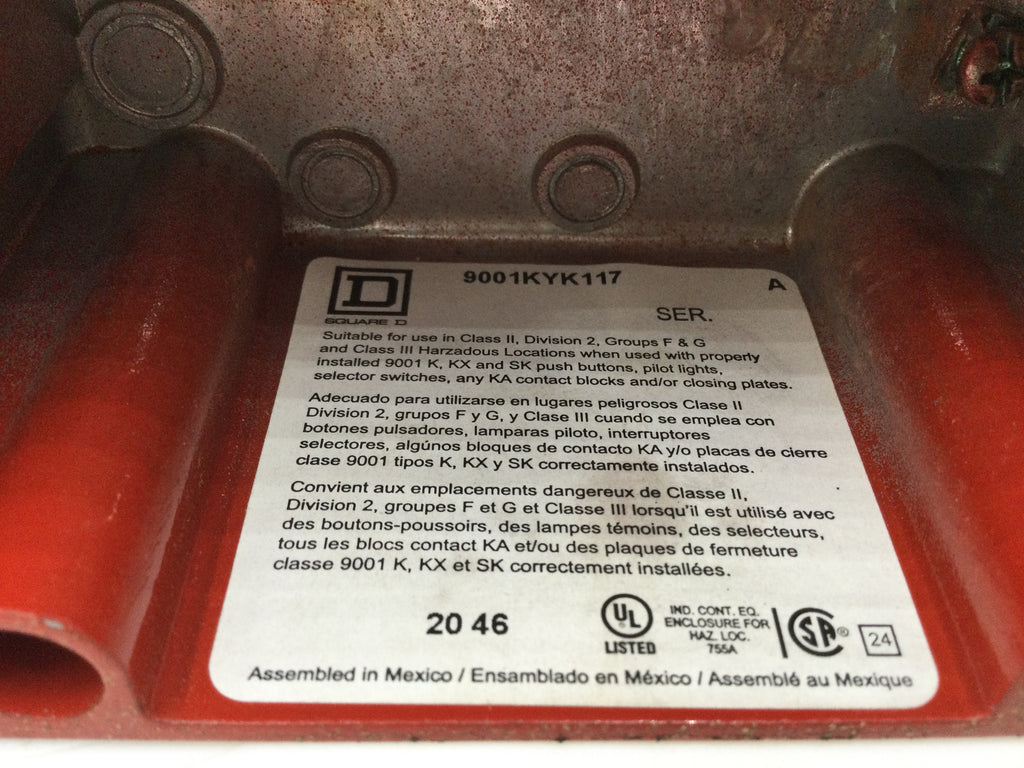 D
SQUARE D
9001KYK117
A
SER.
Suitable for use in Class II, Division 2, Groups F & G
and Class III Harzadous Locations when used with properly
installed 9001 K, KX and SK push buttons, pilot lights,
selector switches, any KA contact blocks and/or closing plates.
Adecuado para utilizarse en lugares peligrosos Clase II
Division 2, grupos F y G, y Clase III cuando se emplea con
botones pulsadores, lamparas piloto, interruptores
selectores, algúnos bloques de contacto KA y/o placas de cierre
clase 9001 tipos K, KX y SK correctamente instalados.
Convient aux emplacements dangereux de Classe II,
Division 2, groupes F et G et Classe III lorsqu'il est utilisé avec
des boutons-poussoirs, des lampes témoins, des selecteurs,
tous les blocs contact KA et/ou des plaques de fermeture
classe 9001 K, KX et SK correctement installées.
20 46
UL
LISTED
IND. CONT. EQ.
ENCLOSURE FOR
HAZ. LOC.
755A
SA®
24
Assembled in Mexico / Ensamblado en México / Assemblé au Mexique